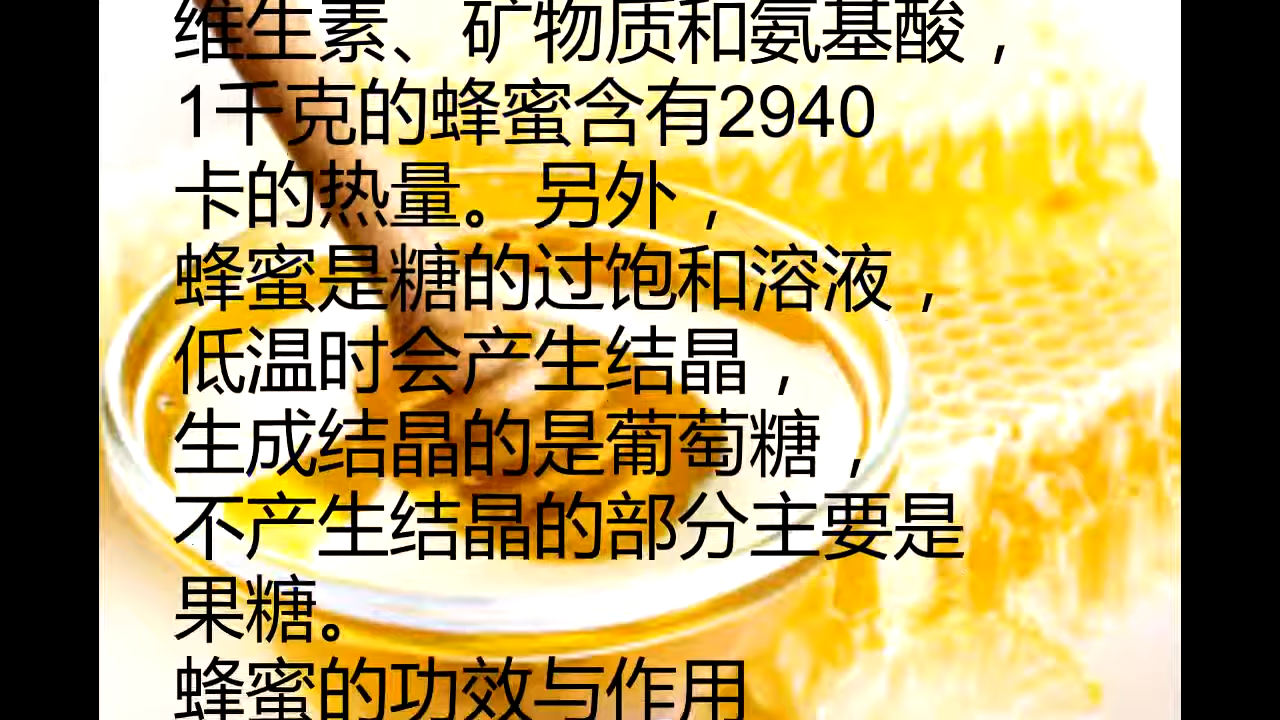 维生素、矿物质和氨基酸，
1千克的蜂蜜含有2940
卡的热量。另外，
蜂蜜是糖的过饱和溶液，
低温时会产生结晶，
生成结晶的是葡萄糖，
不产生结晶的部分主要是
果糖。
蜂蜜的功效与作用